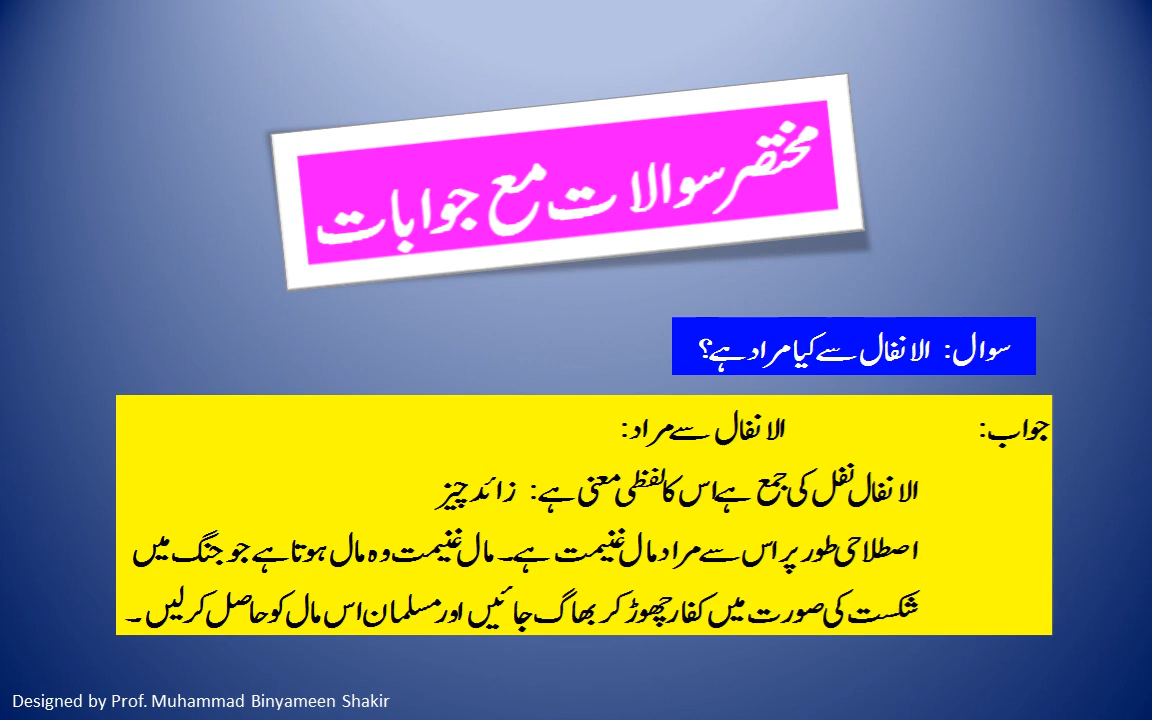 مختصر سوالات مع جوابات
سوال: الانفال سے کیا مراد ہے؟
جواب: الانفال سے مراد:
الانفال نفل کی جمع ہے اس کا لفظی معنی ہے: زائد چیز
اصطلاحی طور پر اس سے مراد مال غنیمت ہے۔ مال غنیمت وہ مال ہوتا ہے جو جنگ میں
شکست کی صورت میں کفار چھوڑ کر بھاگ جائیں اور مسلمان اس مال کو حاصل کر لیں۔
Designed by Prof. Muhammad Binyameen Shakir